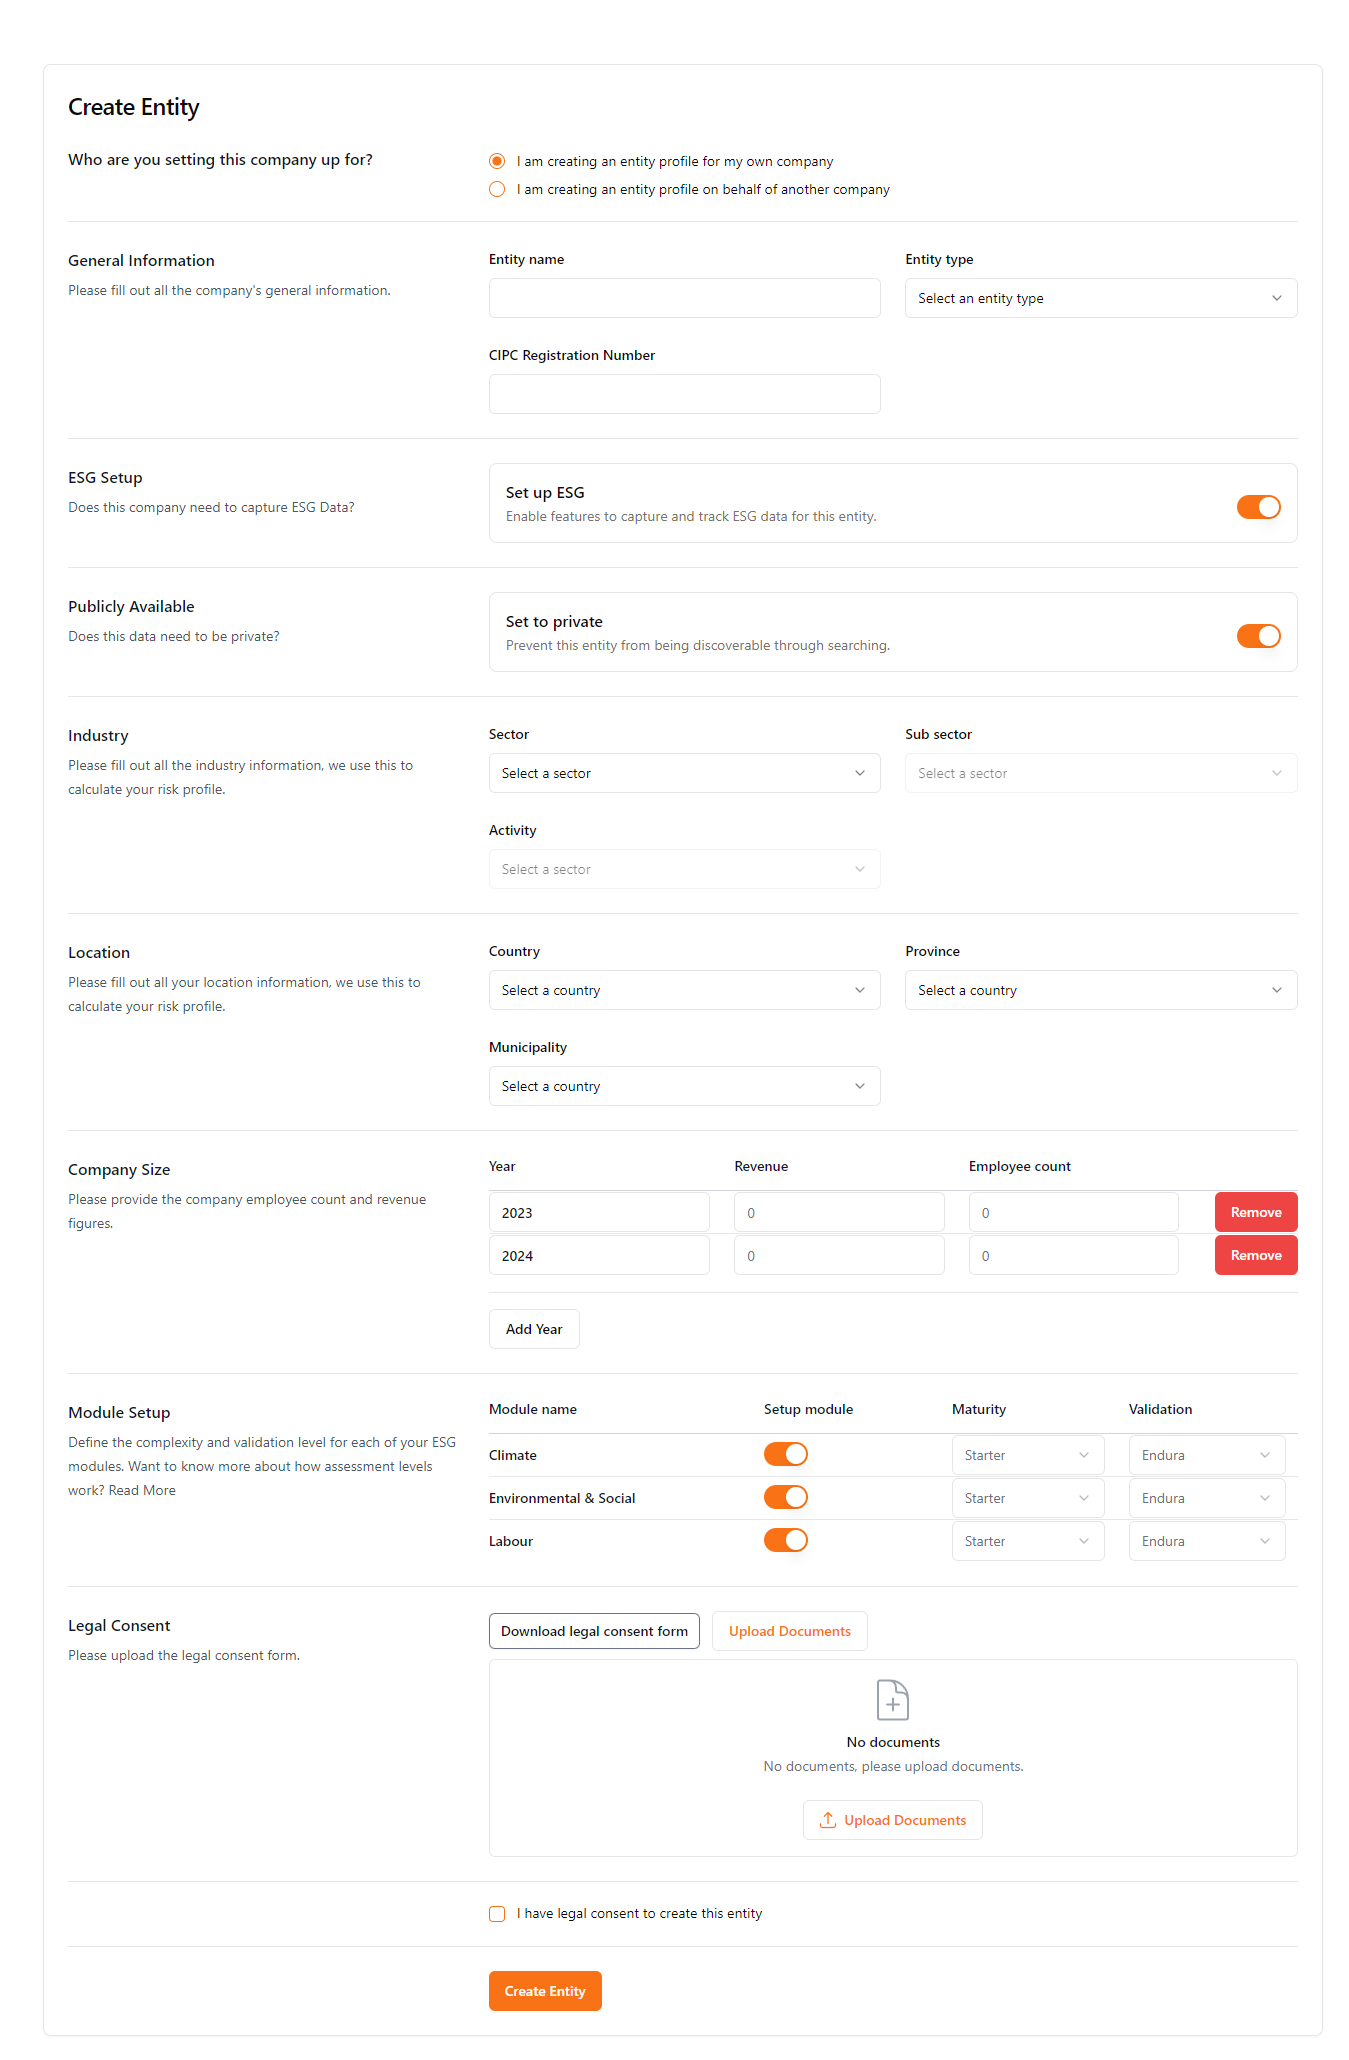 Create Entity
Who are you setting this company up for?
I am creating an entity profile for my own company
I am creating an entity profile on behalf of another company
General Information
Please fill out all the company's general information.
Entity name
Entity type
Select an entity type
CIPC Registration Number
ESG Setup
Does this company need to capture ESG Data?
Set up ESG
Enable features to capture and track ESG data for this entity.
Publicly Available
Does this data need to be private?
Set to private
Prevent this entity from being discoverable through searching.
Industry
Please fill out all the industry information, we use this to
calculate your risk profile.
Sector
Sub sector
Select a sector
Select a sector
Activity
Select a sector
Location
Please fill out all your location information, we use this to
calculate your risk profile.
Country
Province
Select a country
Select a country
Municipality
Select a country
Company Size
Please provide the company employee count and revenue
figures.
Year
Revenue
Employee count
2023
0
0
Remove
2024
0
0
Remove
Add Year
Module Setup
Define the complexity and validation level for each of your ESG
modules. Want to know more about how assessment levels
work? Read More
Module name
Setup module
Maturity
Validation
Climate
Starter
Endura
Environmental & Social
Starter
Endura
Labour
Starter
Endura
Legal Consent
Please upload the legal consent form.
Download legal consent form
Upload Documents
No documents
No documents, please upload documents.
Upload Documents
I have legal consent to create this entity
Create Entity